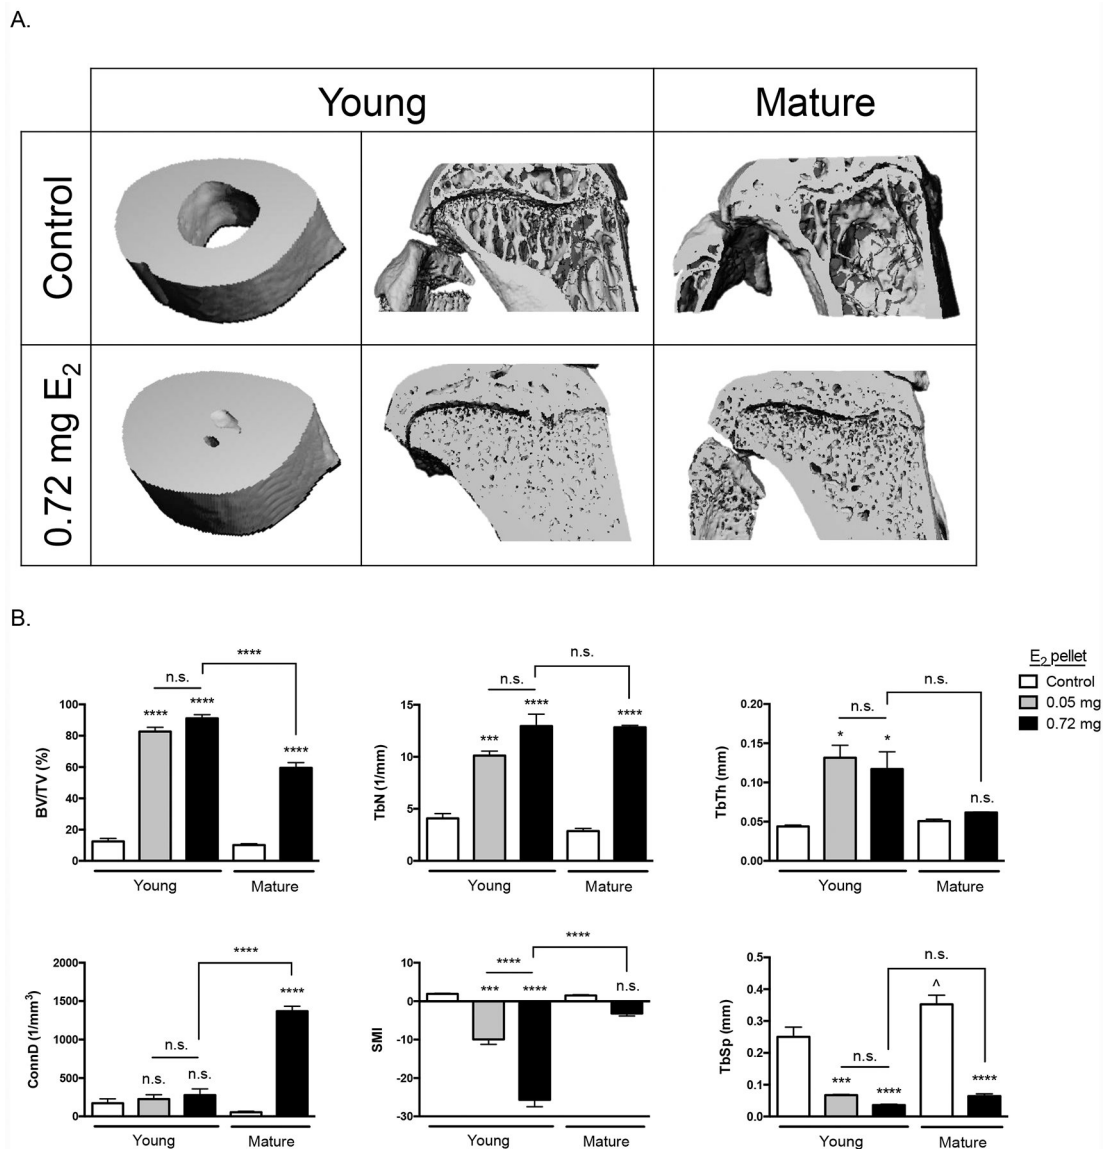 A.
Young
Mature
Control
0.72 mg E₂
B.
E₂ pellet
Control
0.05 mg
0.72 mg
****
n.s.
****
****
****
BV/TV (%)
100
80
60
40
20
0
Young
Mature
n.s.
n.s.
***
****
****
TbN (1/mm)
15
10
5
0
Young
Mature
n.s.
n.s.
*
*
n.s.
TbTh (mm)
0.20
0.15
0.10
0.05
0.00
Young
Mature
****
n.s.
n.s.
n.s.
****
ConnD (1/mm³)
2000
1500
1000
500
0
Young
Mature
****
****
***
****
n.s.
SMI
10
0
-10
-20
-30
Young
Mature
n.s.
^
n.s.
***
****
****
TbSp (mm)
0.5
0.4
0.3
0.2
0.1
0.0
Young
Mature